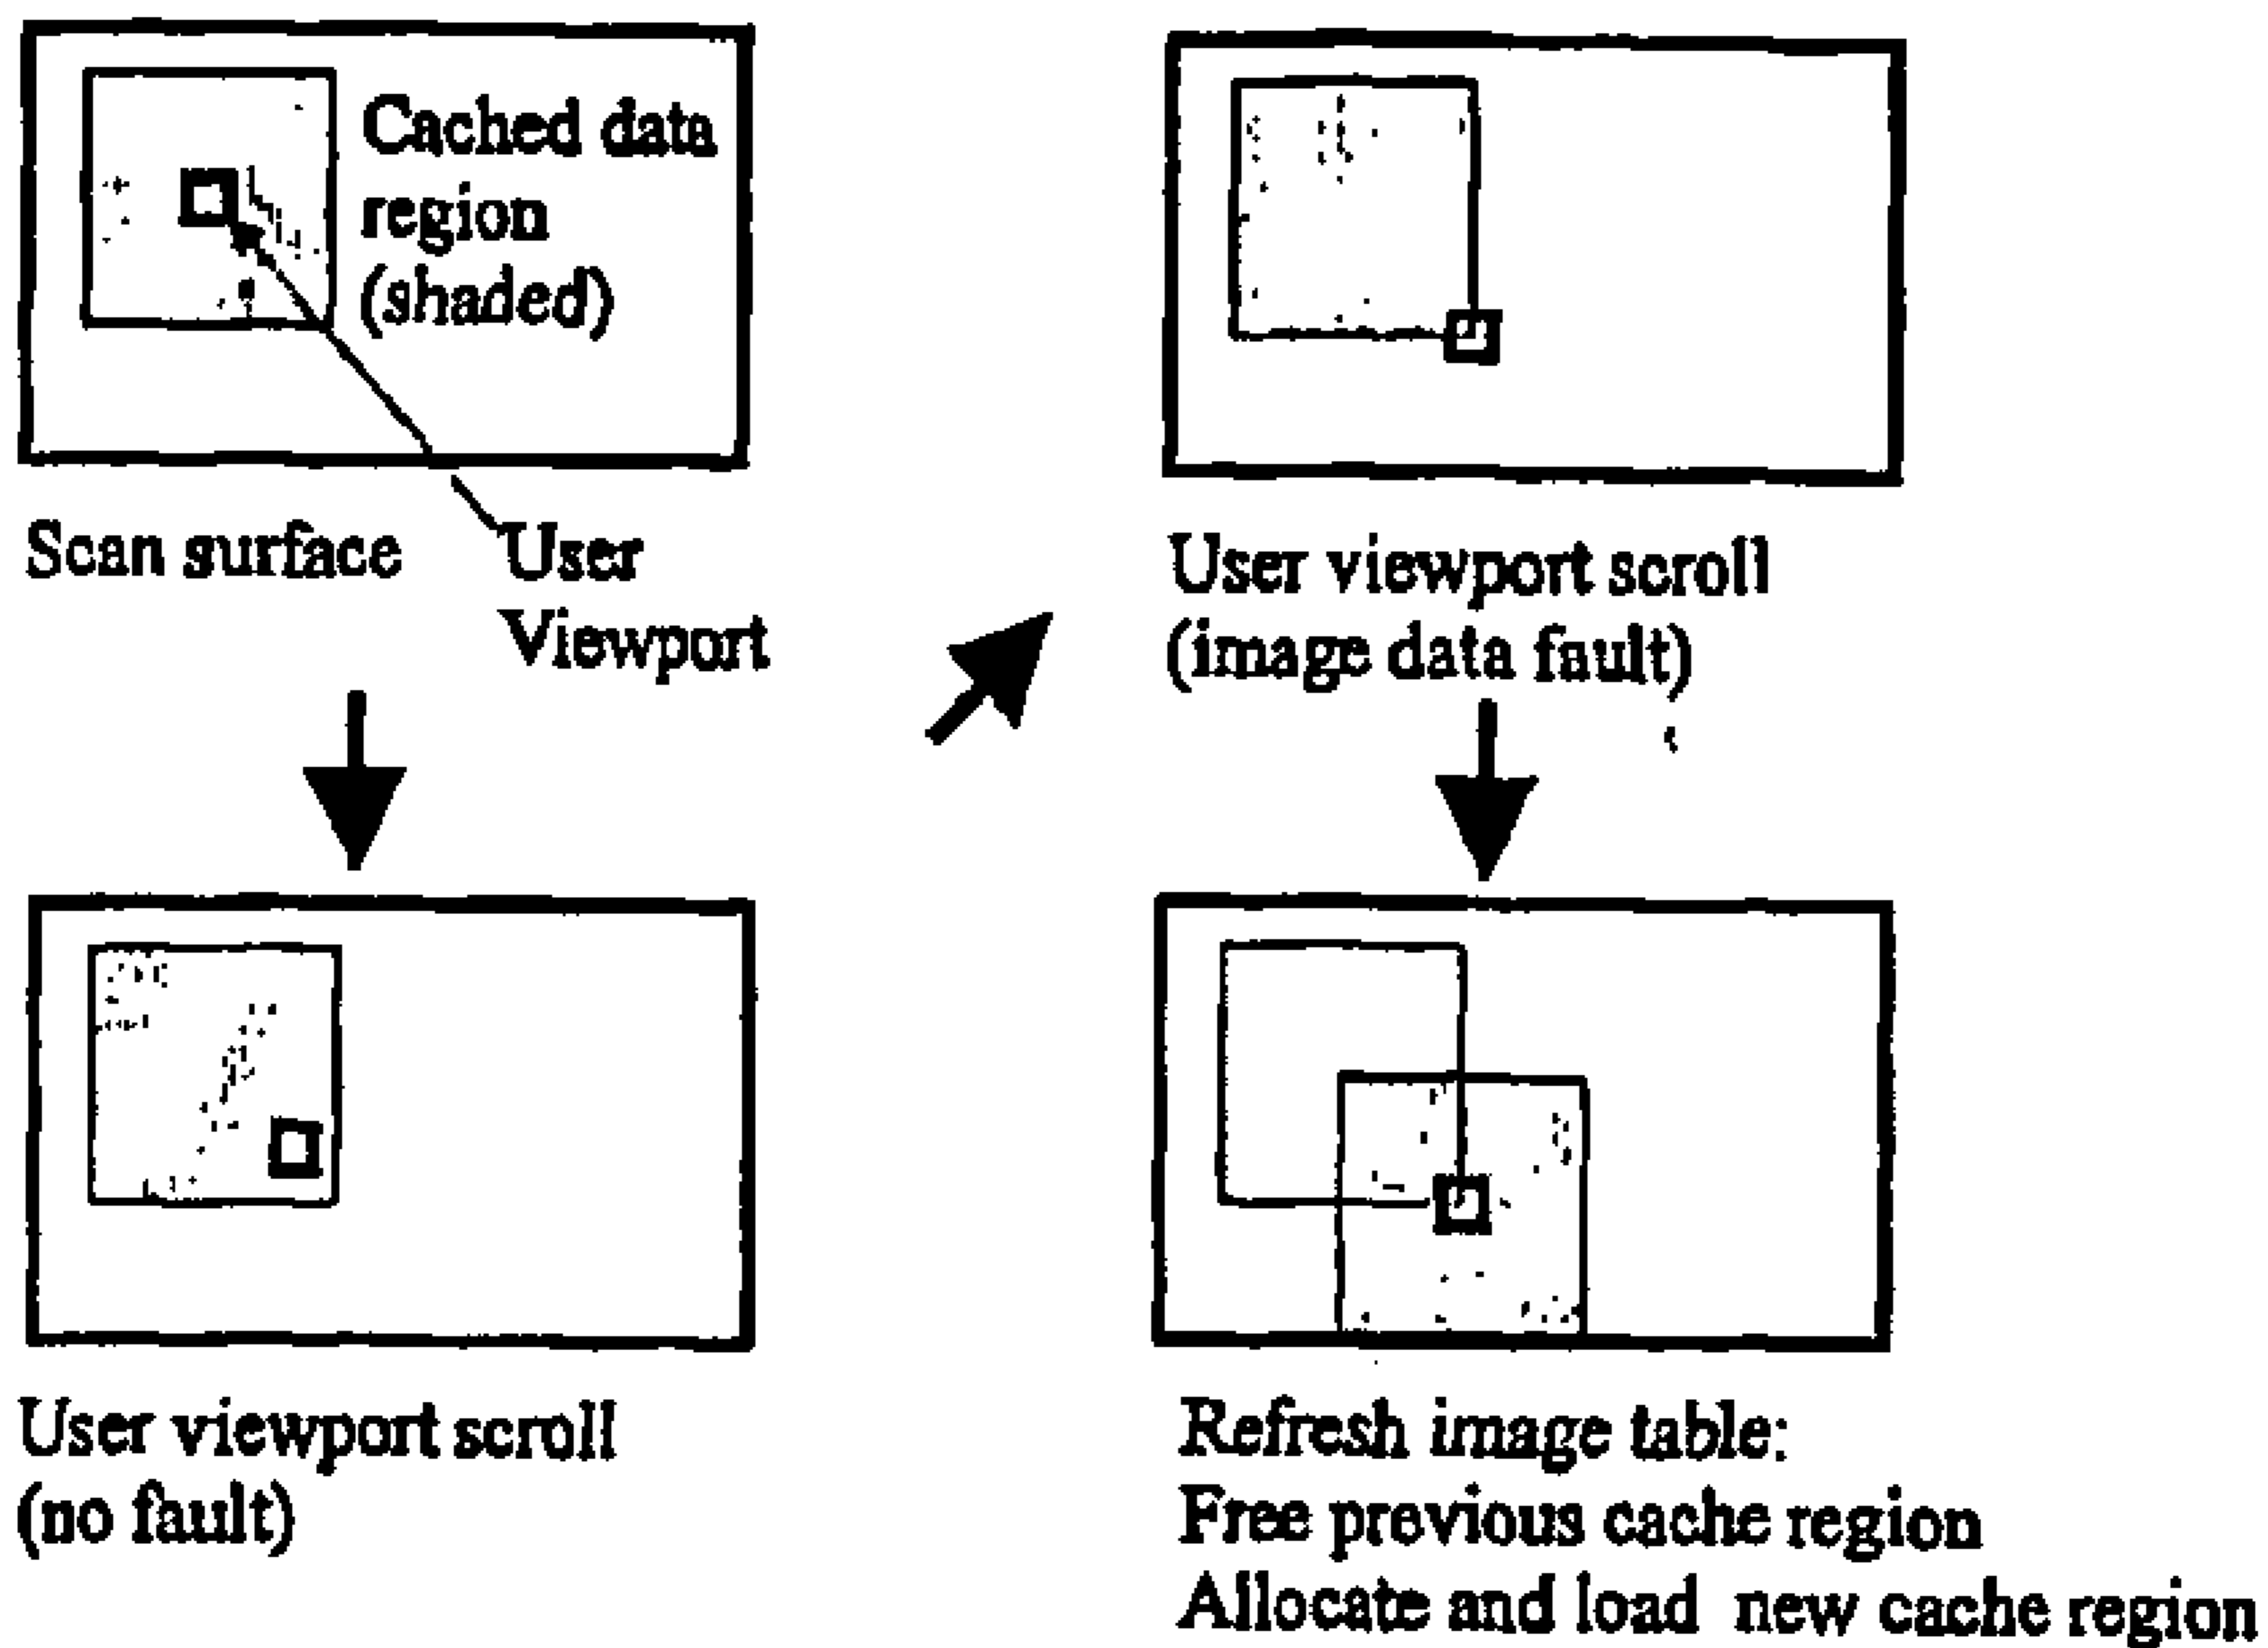 Cached data
region
(shaded)
Scan surface
User
Viewport
User viewport scroll
(no fault)
User viewport scroll
(image data fault)
Refresh image table:
Free previous cache region
Allocate and load new cache region